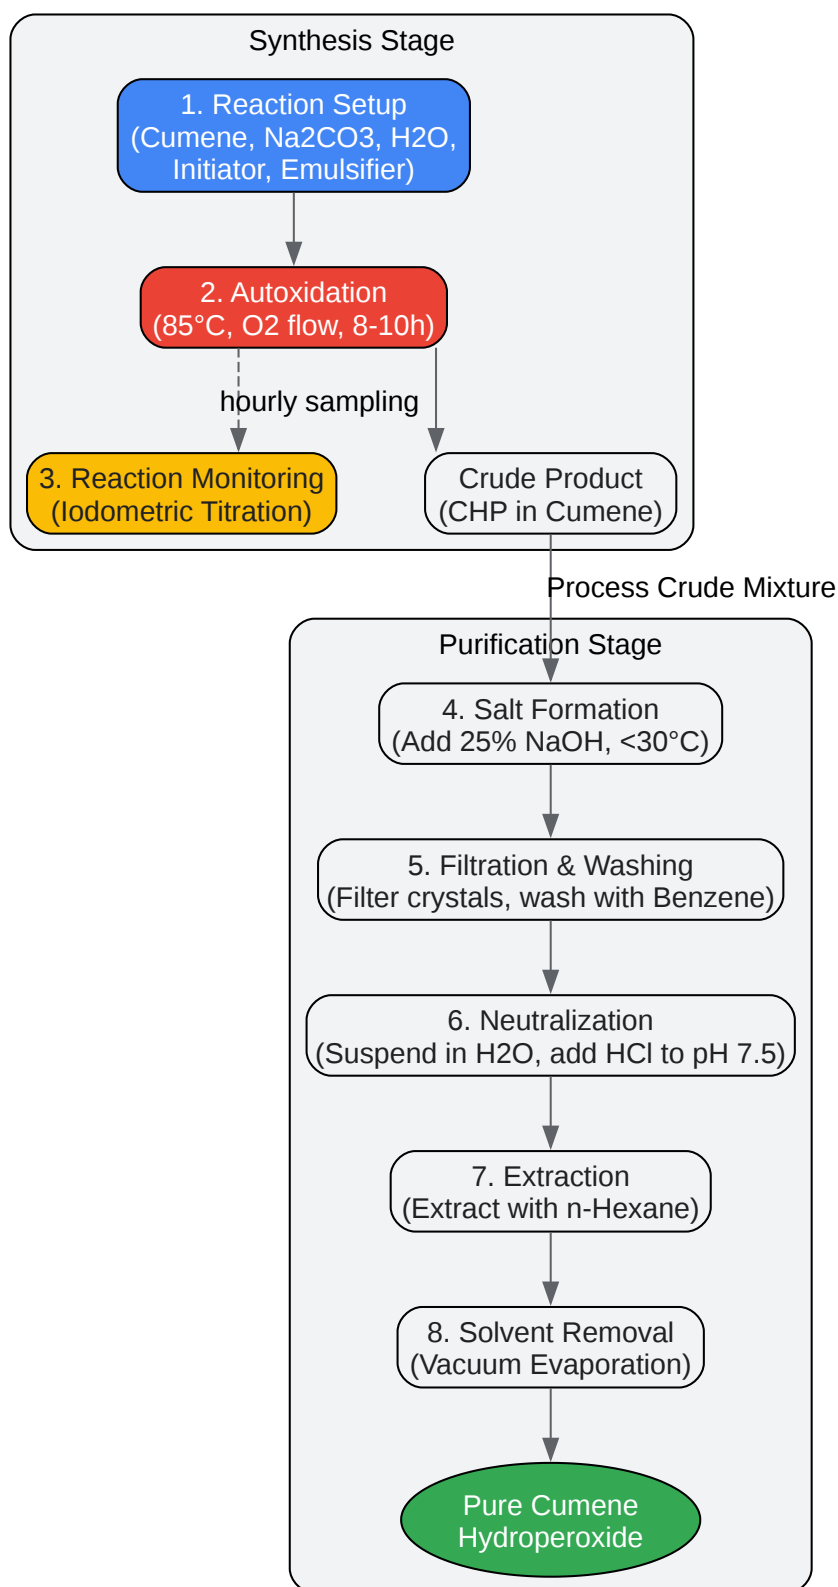 Synthesis Stage
1. Reaction Setup
(Cumene, Na2CO3, H2O,
Initiator, Emulsifier)
2. Autoxidation
(85°C, O2 flow, 8-10h)
hourly sampling
3. Reaction Monitoring
(Iodometric Titration)
Crude Product
(CHP in Cumene)
Process Crude Mixture
Purification Stage
4. Salt Formation
(Add 25% NaOH, <30°C)
5. Filtration & Washing
(Filter crystals, wash with Benzene)
6. Neutralization
(Suspend in H2O, add HCl to pH 7.5)
7. Extraction
(Extract with n-Hexane)
8. Solvent Removal
(Vacuum Evaporation)
Pure Cumene
Hydroperoxide